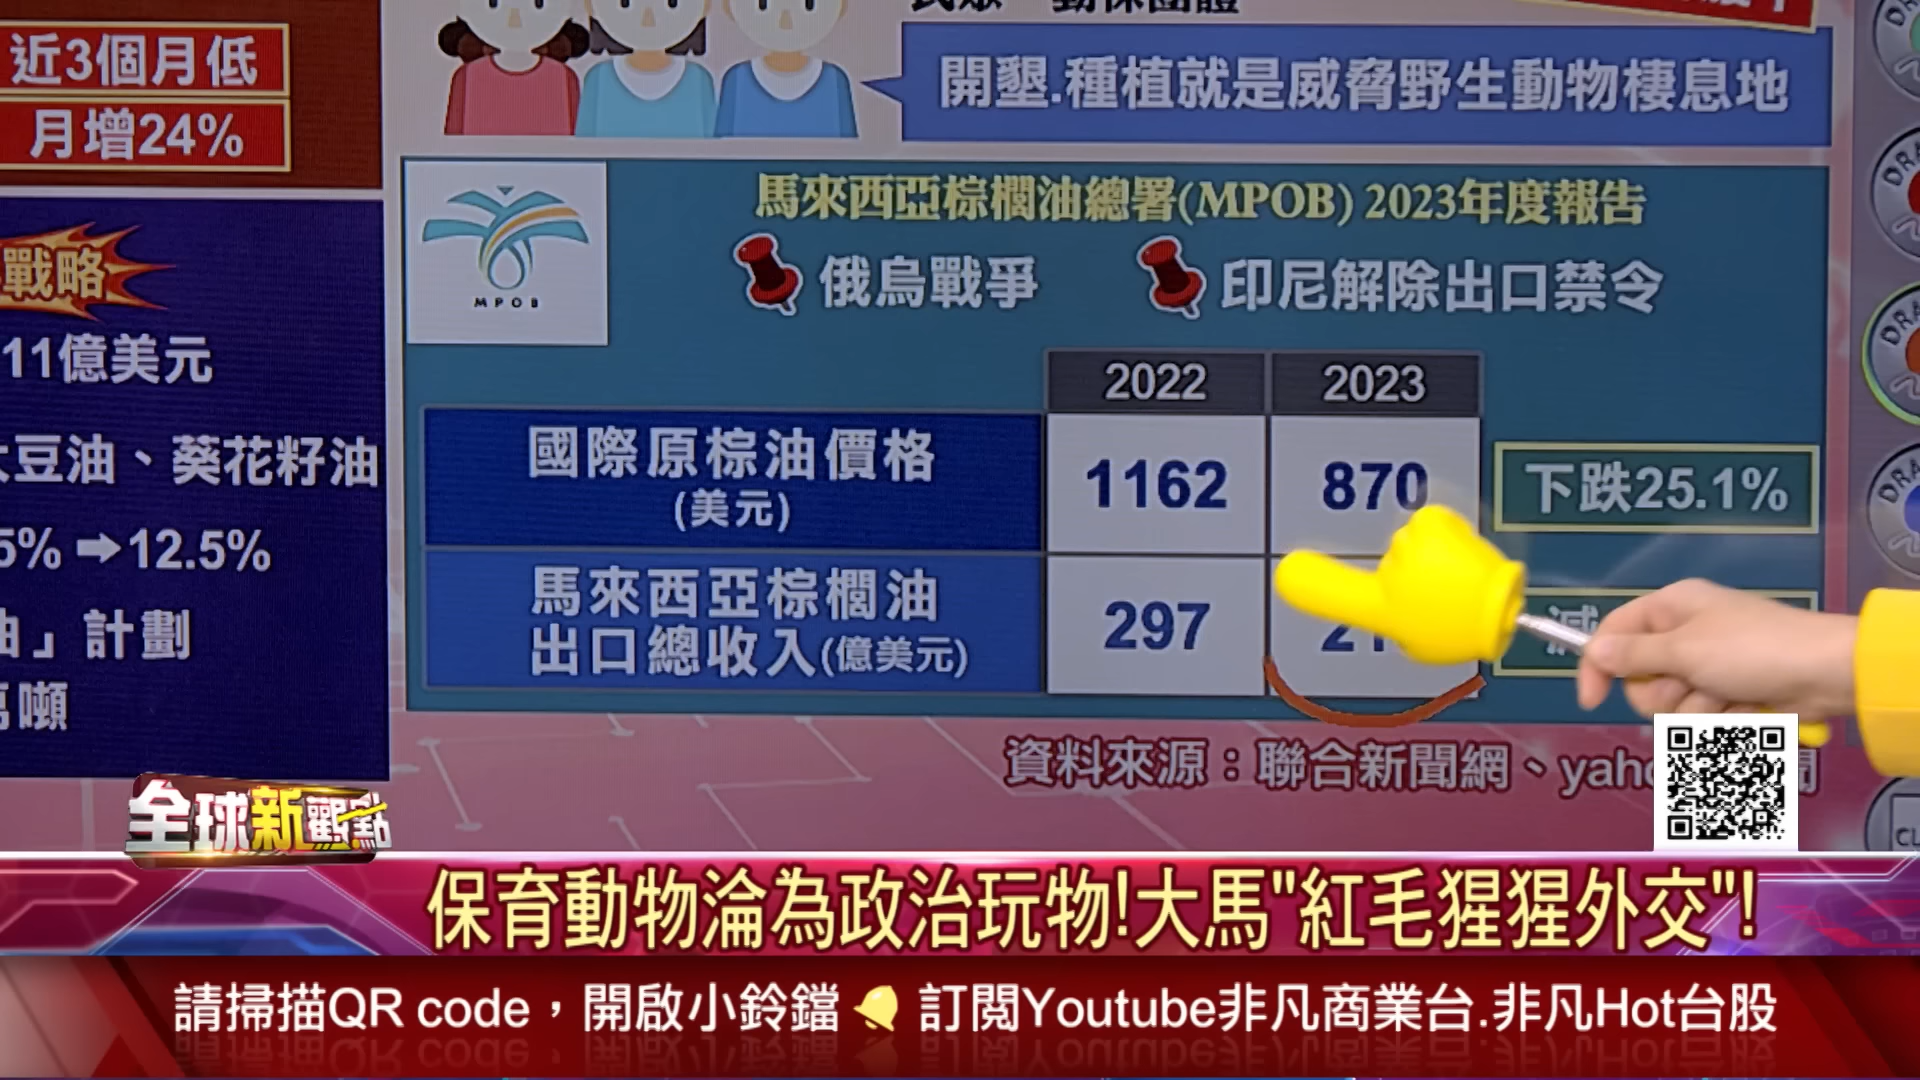 近3個月低
月增24%
戰略
11億美元
豆油、葵花籽油
5% ➡12.5%
油」計劃
萬噸
開墾.種植就是威脅野生動物棲息地
MPOB
馬來西亞棕櫚油總署(MPOB) 2023年度報告
俄烏戰爭
印尼解除出口禁令
2022 2023
國際原棕油價格
(美元)
1162 870 下跌25.1%
馬來西亞棕櫚油
出口總收入(億美元)
297
資料來源：聯合新聞網、yaho
全球新觀點
保育動物淪為政治玩物!大馬"紅毛猩猩外交"!
請掃描QR code，開啟小鈴鐺 訂閱Youtube非凡商業台.非凡Hot台股